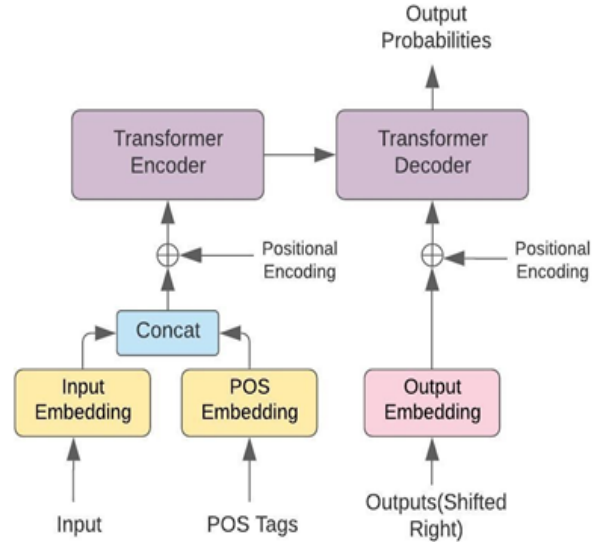 Output
Probabilities
Transformer
Encoder
Transformer
Decoder
Positional
Encoding
Positional
Encoding
Concat
Input
Embedding
POS
Embedding
Output
Embedding
Input
POS Tags
Outputs(Shifted
Right)